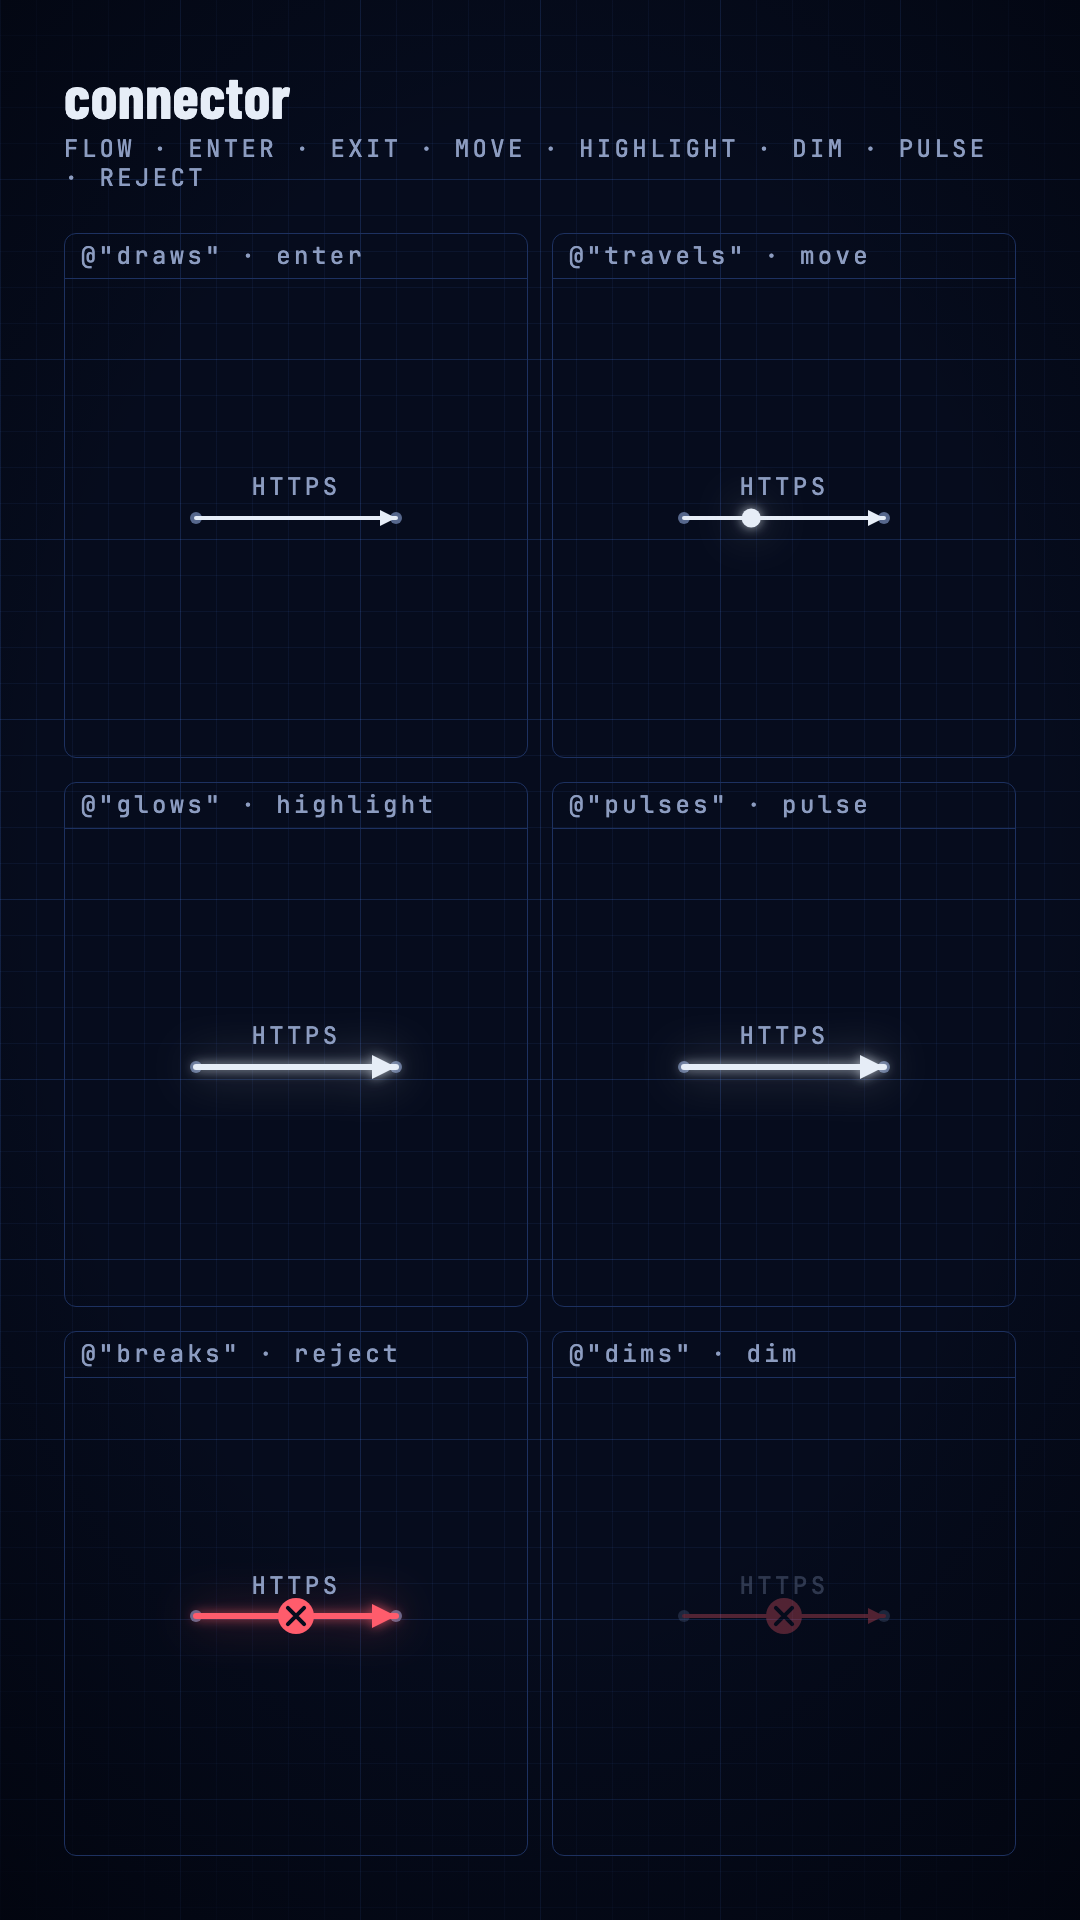 connector
FLOW · ENTER · EXIT · MOVE · HIGHLIGHT · DIM · PULSE
· REJECT
@"draws" · enter
@"travels" · move
HTTPS
HTTPS
@"glows" · highlight
@"pulses" · pulse
HTTPS
HTTPS
@"breaks" · reject
@"dims" · dim
HTTPS
HTTPS